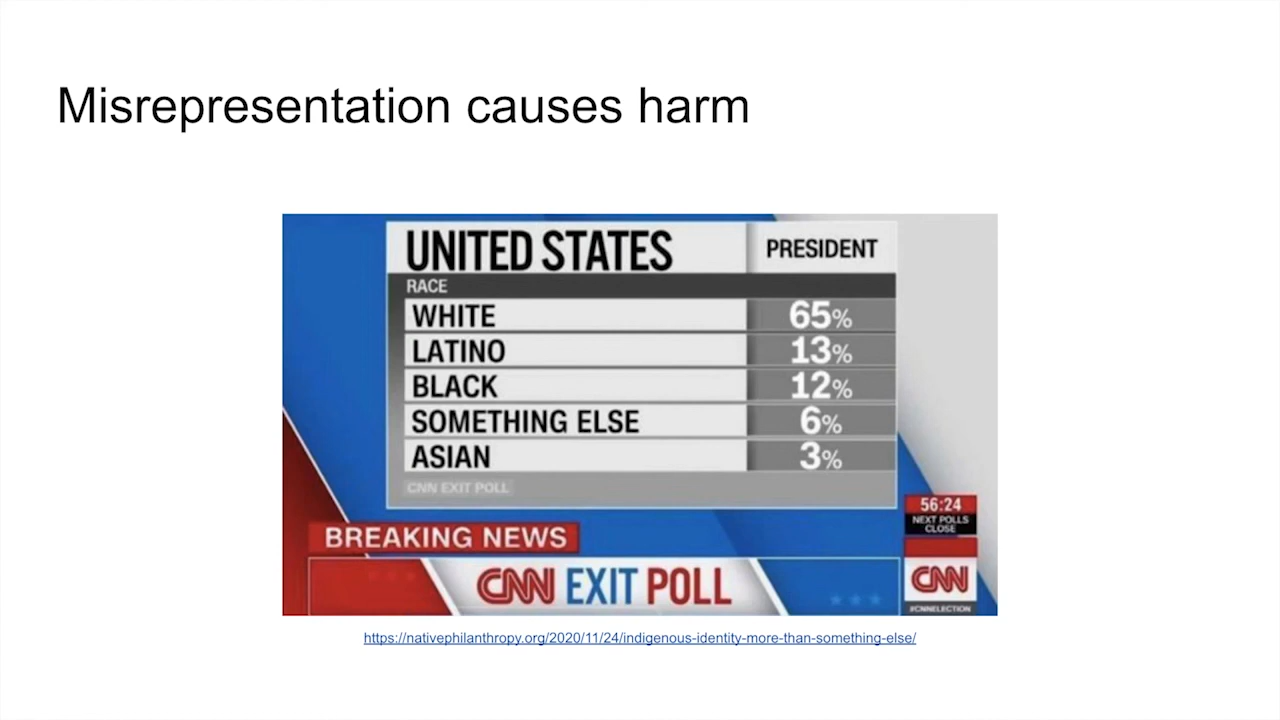 Misrepresentation causes harm
UNITED STATES PRESIDENT
RACE
WHITE 65%
LATINO 13%
BLACK 12%
SOMETHING ELSE 6%
ASIAN 3%
CNN EXIT POLL
56:24
NEXT POLLS
CLOSE
BREAKING NEWS
CNN EXIT POLL
CNN
#CNNELECTION
https://nativephilanthropy.org/2020/11/24/indigenous-identity-more-than-something-else/